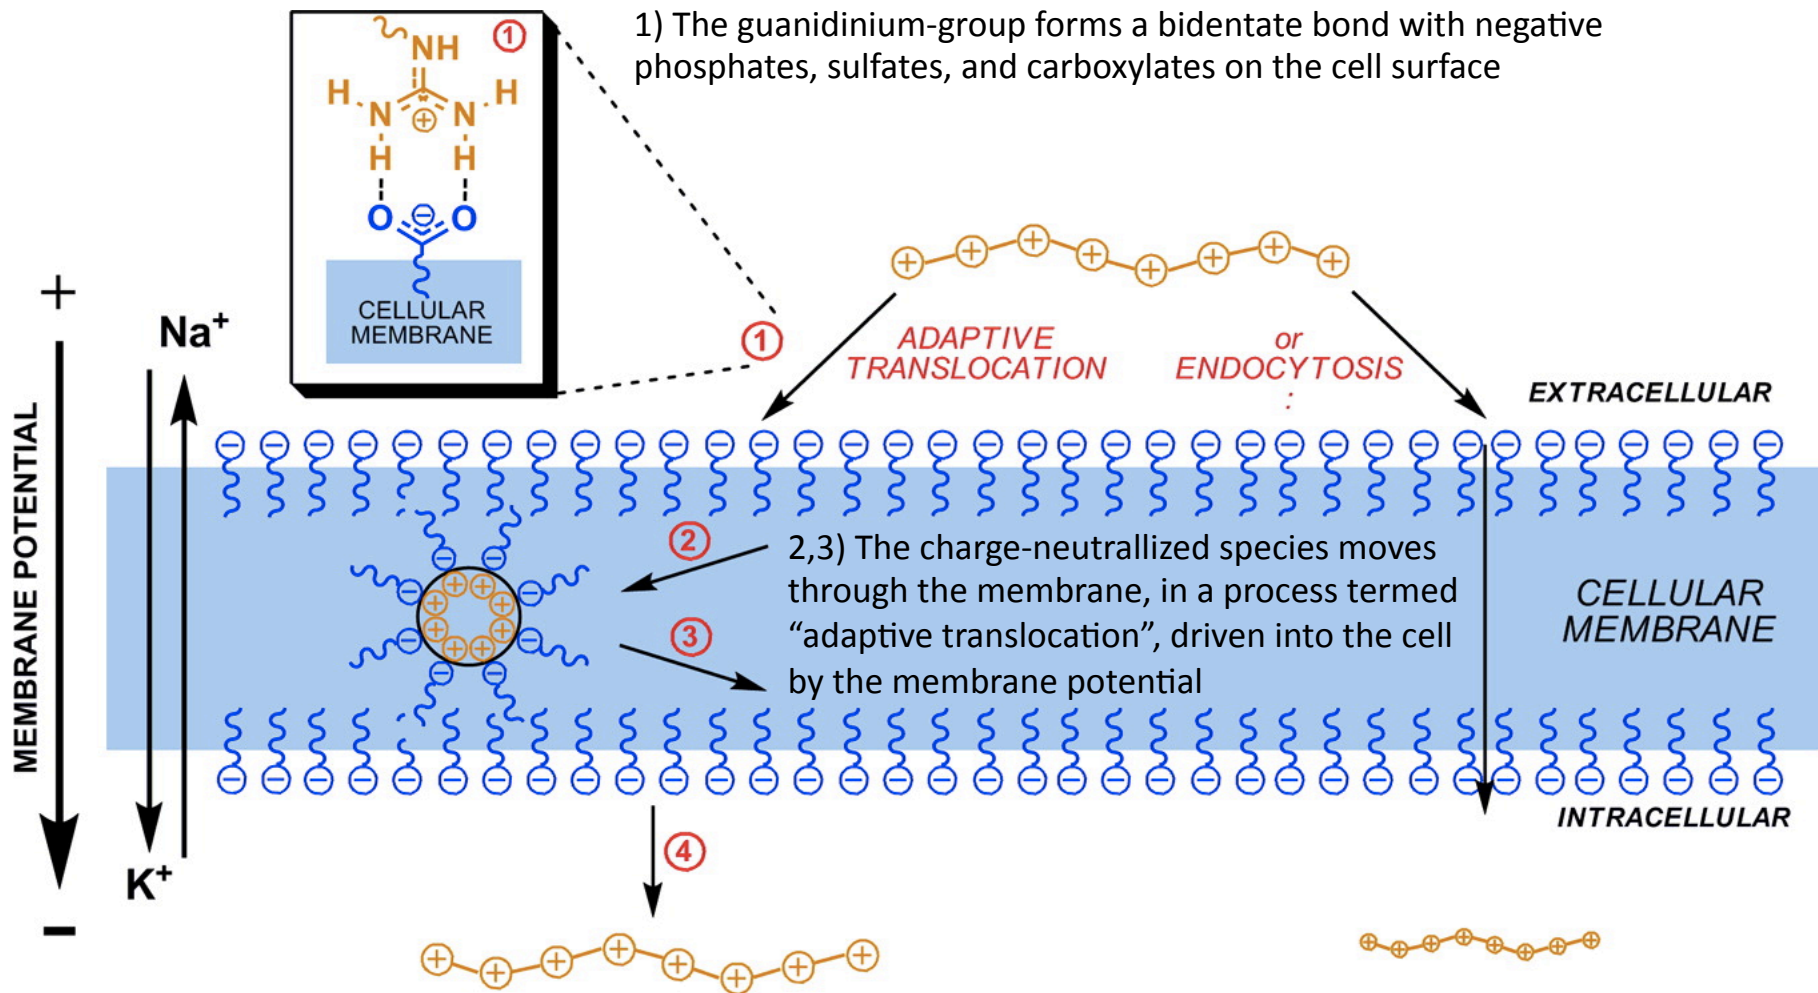 1) The guanidinium-group forms a bidentate bond with negative
phosphates, sulfates, and carboxylates on the cell surface
1
NH
H
N
+
N
H
H
H
O
−
O
CELLULAR
MEMBRANE
+
MEMBRANE POTENTIAL
−
Na⁺
K⁺
1
ADAPTIVE
TRANSLOCATION
or
ENDOCYTOSIS
:
EXTRACELLULAR
2
3
2,3) The charge-neutrallized species moves
through the membrane, in a process termed
“adaptive translocation”, driven into the cell
by the membrane potential
CELLULAR
MEMBRANE
INTRACELLULAR
4